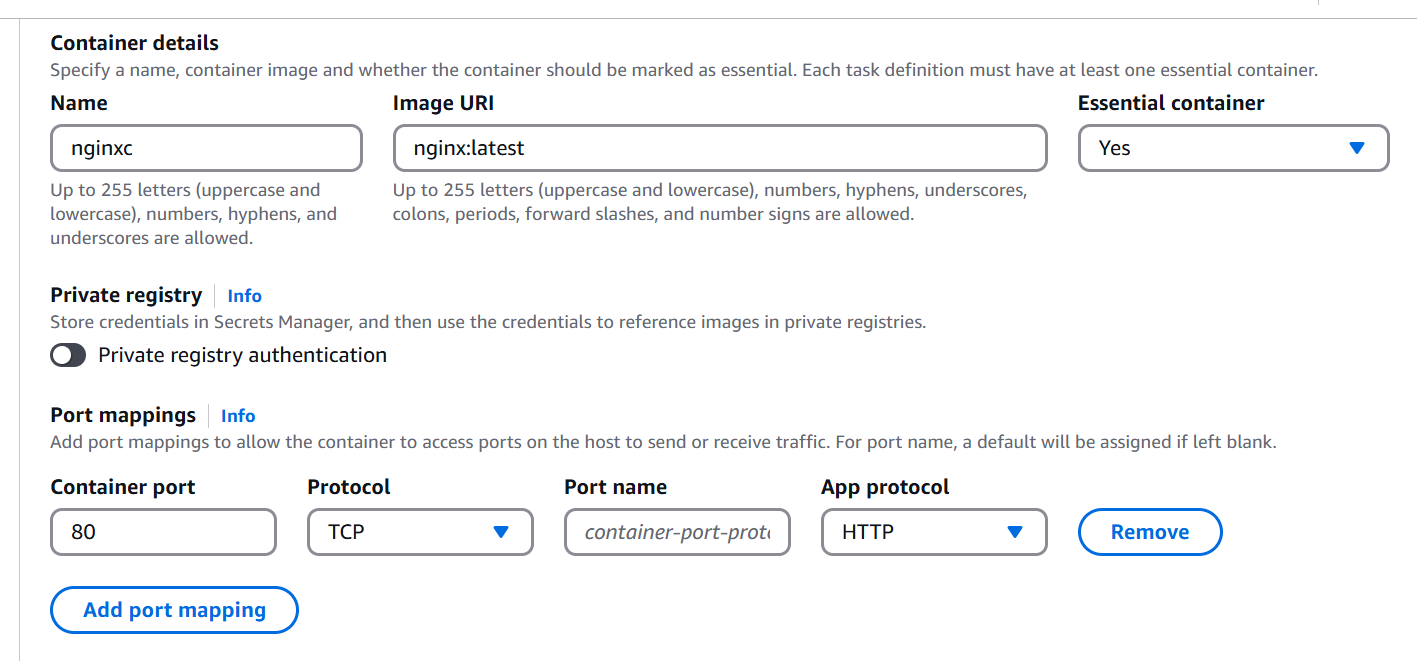 Container details
Specify a name, container image and whether the container should be marked as essential. Each task definition must have at least one essential container.
Name
Image URI
Essential container
nginxc
nginx:latest
Yes
Up to 255 letters (uppercase and
lowercase), numbers, hyphens, and
underscores are allowed.
Up to 255 letters (uppercase and lowercase), numbers, hyphens, underscores,
colons, periods, forward slashes, and number signs are allowed.
Private registry
Info
Store credentials in Secrets Manager, and then use the credentials to reference images in private registries.
Private registry authentication
Port mappings
Info
Add port mappings to allow the container to access ports on the host to send or receive traffic. For port name, a default will be assigned if left blank.
Container port
Protocol
Port name
App protocol
80
TCP
container-port-proto
HTTP
Remove
Add port mapping